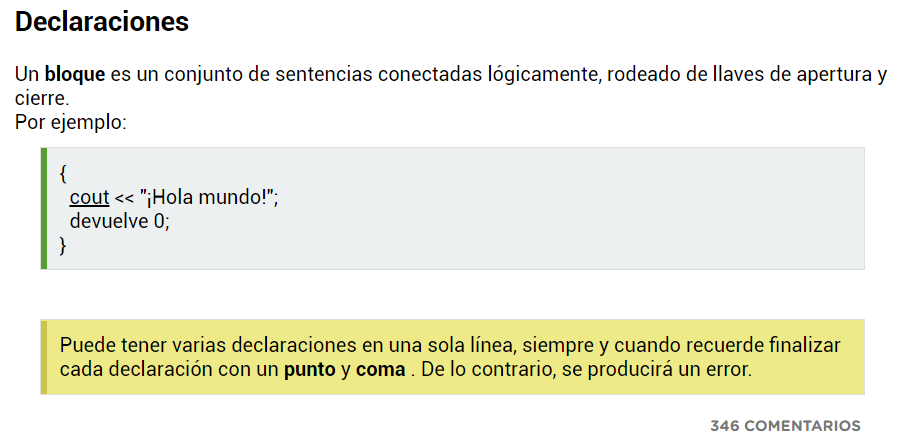 Declaraciones
Un bloque es un conjunto de sentencias conectadas lógicamente, rodeado de llaves de apertura y
cierre.
Por ejemplo:
{
cout << "¡Hola mundo!";
devuelve 0;
}
Puede tener varias declaraciones en una sola línea, siempre y cuando recuerde finalizar
cada declaración con un punto y coma . De lo contrario, se producirá un error.
346 COMENTARIOS